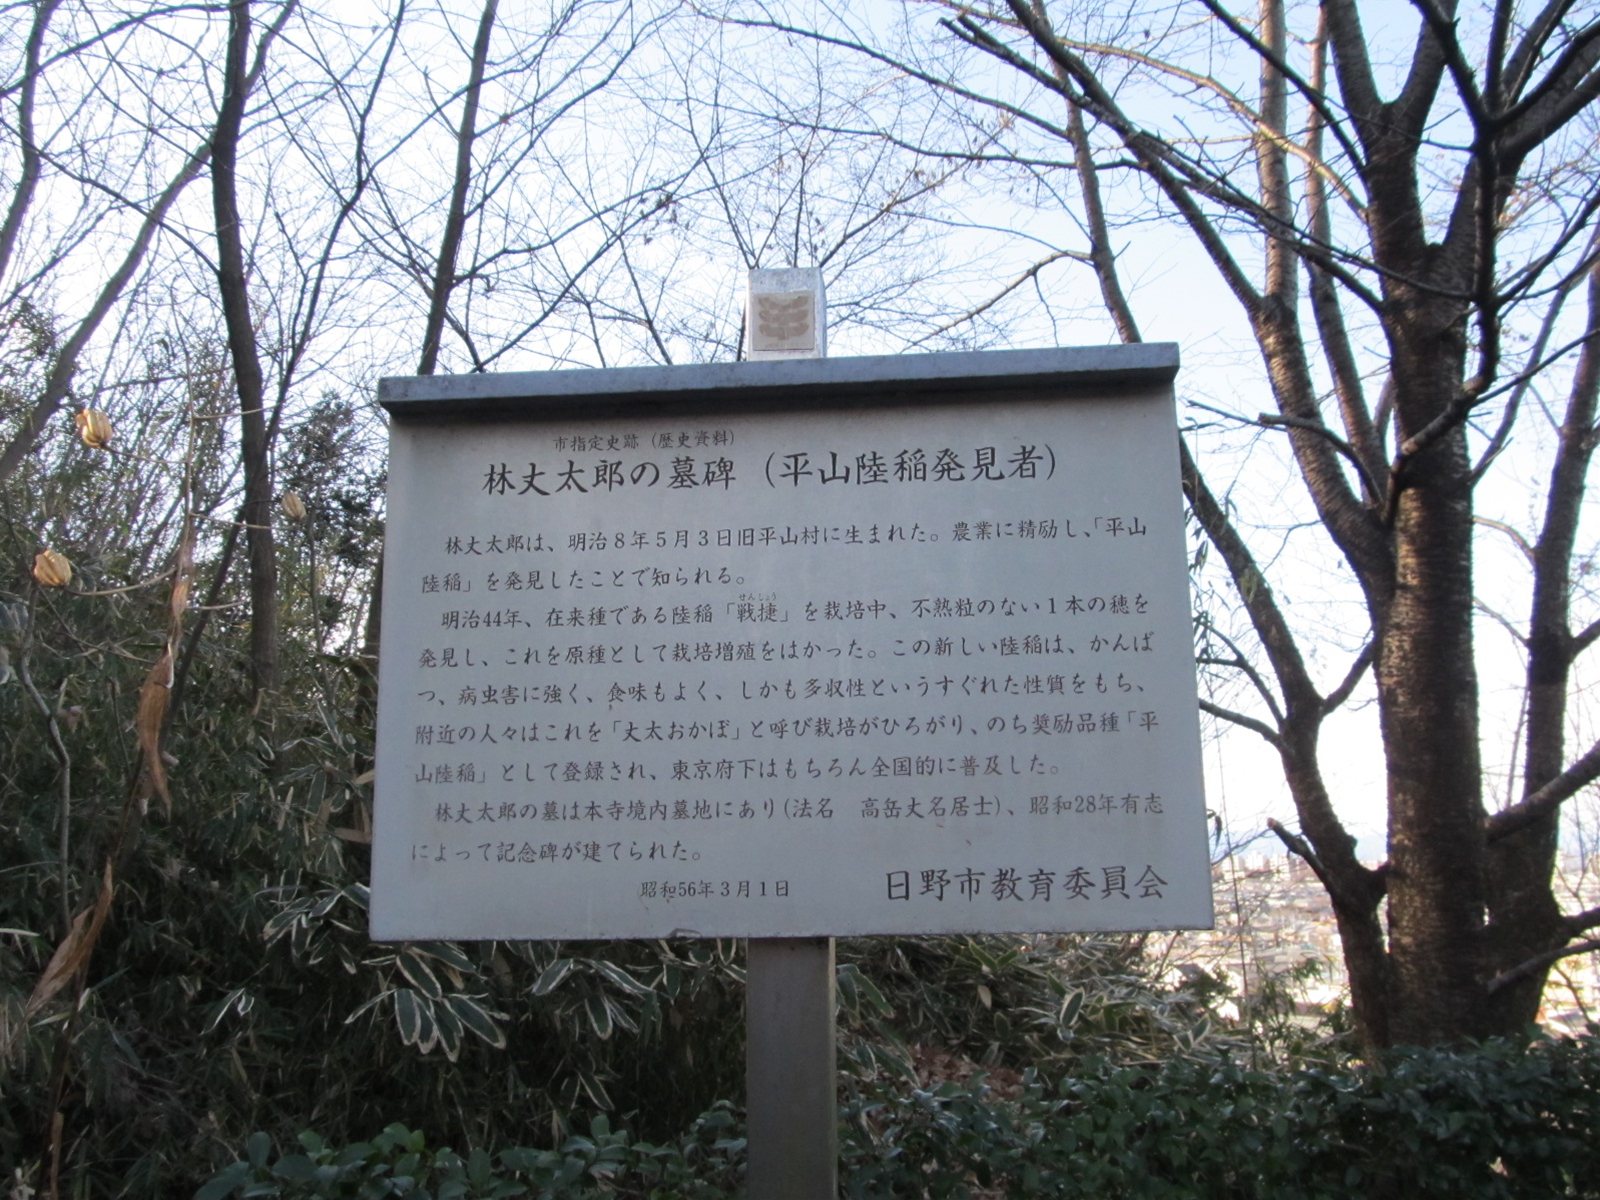 市指定史跡（歴史資料）
林丈太郎の墓碑（平山陸稲発見者）
林丈太郎は、明治8年5月3日旧平山村に生まれた。農業に精励し、「平山
陸稲」を発見したことで知られる。
せんしょう
明治44年、在来種である陸稲「戦捷」を栽培中、不熟粒のない1本の穂を
発見し、これを原種として栽培増殖をはかった。この新しい陸稲は、かんば
つ、病虫害に強く、食味もよく、しかも多収性というすぐれた性質をもち、
附近の人々はこれを「丈太おかぼ」と呼び栽培がひろがり、のち奨励品種「平
山陸稲」として登録され、東京府下はもちろん全国的に普及した。
林丈太郎の墓は本寺境内墓地にあり(法名　高岳丈名居士)、昭和28年有志
によって記念碑が建てられた。
昭和56年3月1日
日野市教育委員会